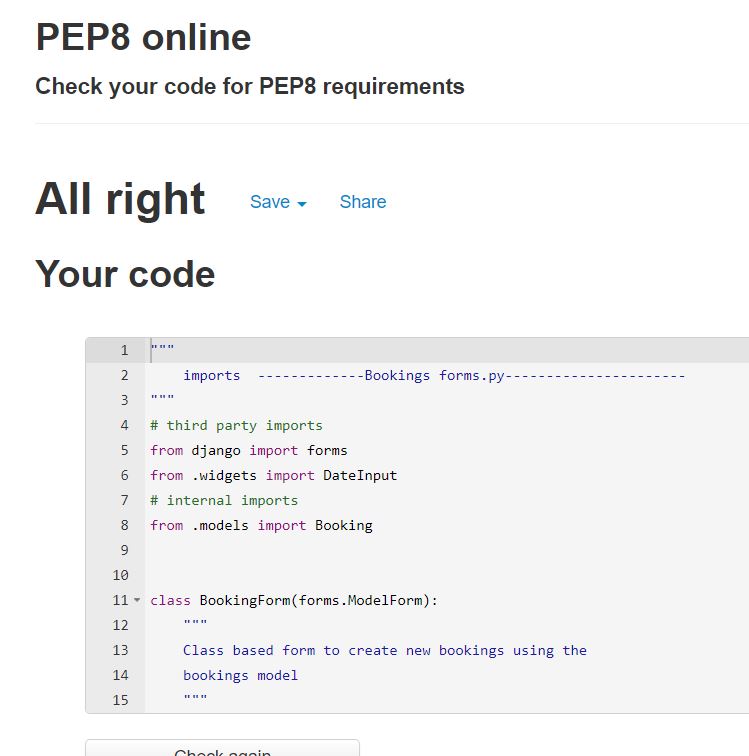 PEP8 online
Check your code for PEP8 requirements
All right Save Share
Your code
1 """
2 imports -------------Bookings forms.py----------------------
3 """
4 # third party imports
5 from django import forms
6 from .widgets import DateInput
7 # internal imports
8 from .models import Booking
9
10
11 class BookingForm(forms.ModelForm):
12 """
13 Class based form to create new bookings using the
14 bookings model
15 """
Check again